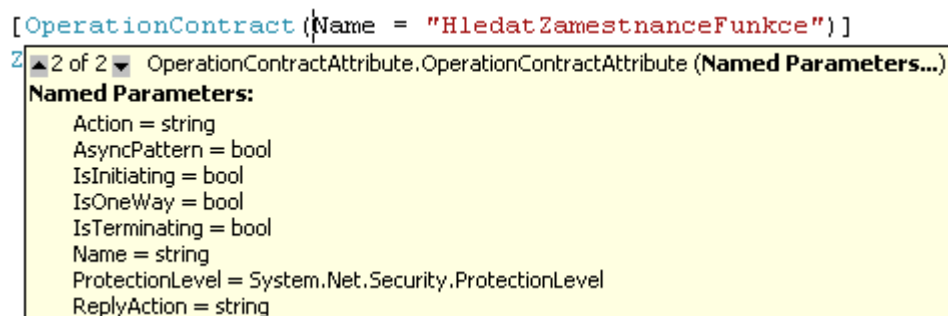 [OperationContract(Name = "HledatZamestnanceFunkce")]
Z
▲2 of 2▼ OperationContractAttribute.OperationContractAttribute (Named Parameters...)
Named Parameters:
Action = string
AsyncPattern = bool
IsInitiating = bool
IsOneWay = bool
IsTerminating = bool
Name = string
ProtectionLevel = System.Net.Security.ProtectionLevel
ReplyAction = string